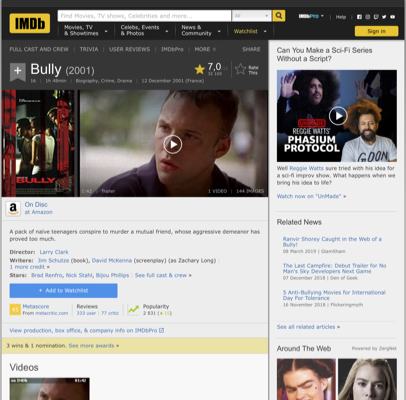 IMDb
Find Movies, TV shows, Celebrities and more...
All
Movies, TV
& Showtimes
Celebs, Events
& Photos
News &
Community
Watchlist
IMDbPro
Help
Sign in
FULL CAST AND CREW | TRIVIA | USER REVIEWS | IMDbPro | MORE
SHARE
+ Bully (2001)
7,0
Rate
This
16 | 1h 48min | Biography, Crime, Drama | 12 December 2001 (France)
BULLY
1:42 | Trailer
1 VIDEO | 144 IMAGES
a On Disc
at Amazon
A pack of naive teenagers conspire to murder a mutual friend, whose aggressive demeanor has
proved too much.
Director: Larry Clark
Writers: Jim Schutze (book), David McKenna (screenplay) (as Zachary Long) |
1 more credit »
Stars: Brad Renfro, Nick Stahl, Bijou Phillips | See full cast & crew »
+ Add to Watchlist
Metascore
From metacritic.com
Reviews
333 user | 77 critic
Popularity
View production, box office, & company info on IMDbPro
3 wins & 1 nomination. See more awards »
Videos
Can You Make a Sci-Fi Series
Without a Script?
REGGIE WATTS'
PHASIUM
PROTOCOL
Well Reggie Watts sure tried with his idea for
a sci-fi improv show. What happens when we
bring his idea to life?
Watch now on "UnMade" »
Related News
Ranvir Shorey Caught in the Web of a
Bully!
08 March 2019 | GlamSham
The Last Campfire: Debut Trailer for No
Man's Sky Developers Next Game
07 December 2018 | Den of Geek
5 Anti-Bullying Movies for International
Day For Tolerance
16 November 2018 | Flickeringmyth
See all related articles »
Around The Web
Powered by ZergNet